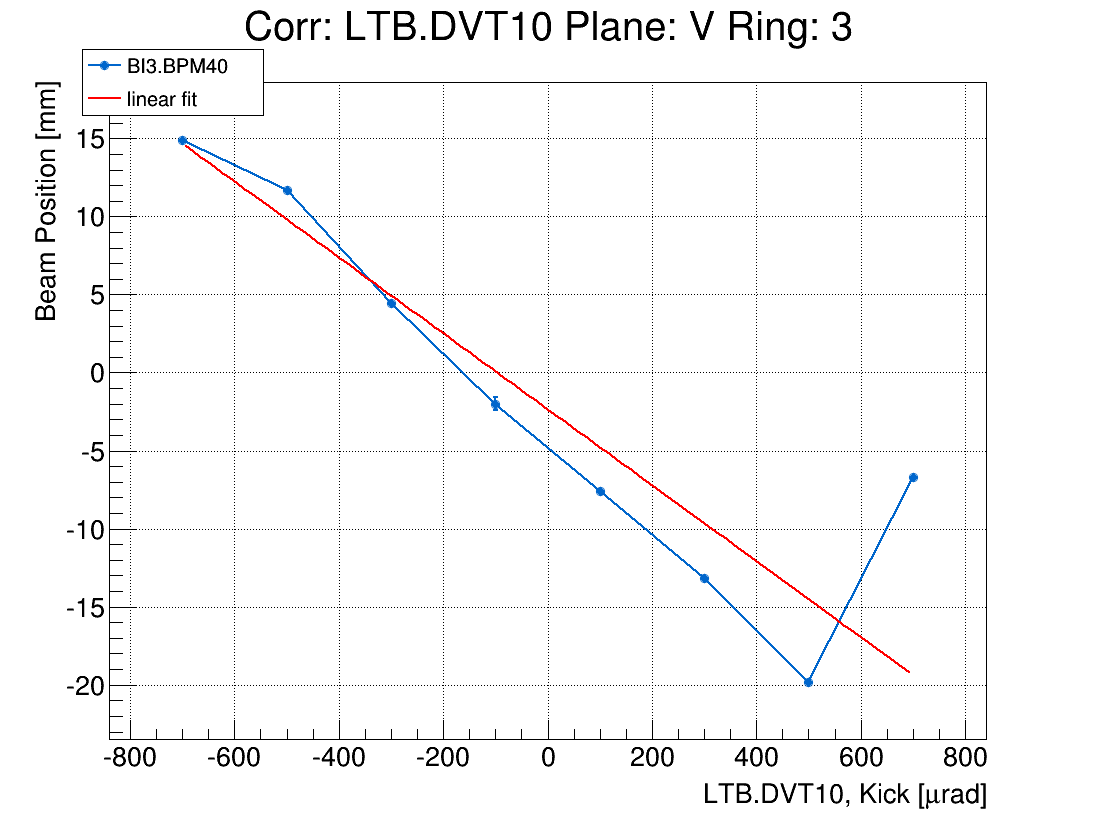 Corr: LTB.DVT10 Plane: V Ring: 3
BI3.BPM40
linear fit
Beam Position [mm]
15
10
5
0
-5
-10
-15
-20
-800 -600 -400 -200 0 200 400 600 800
LTB.DVT10, Kick [μrad]